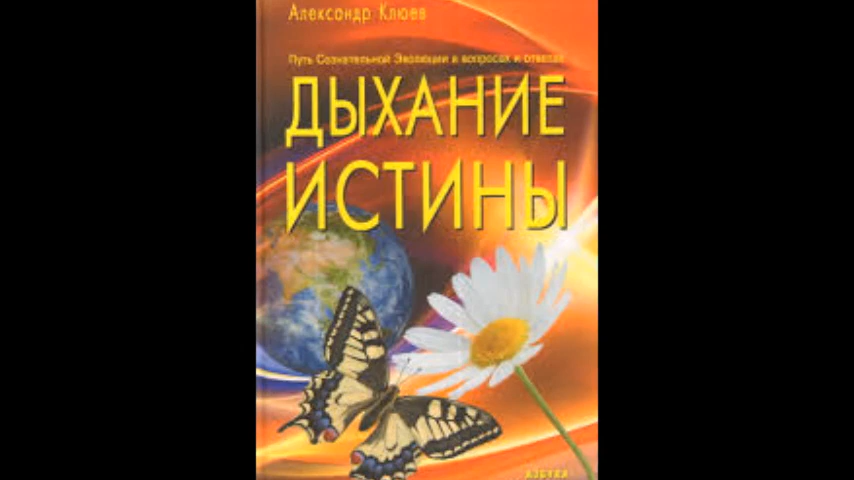 Александр Клюев
Путь Сознательной Эволюции в вопросах и ответах
ДЫХАНИЕ
ИСТИНЫ
АЗБУКА